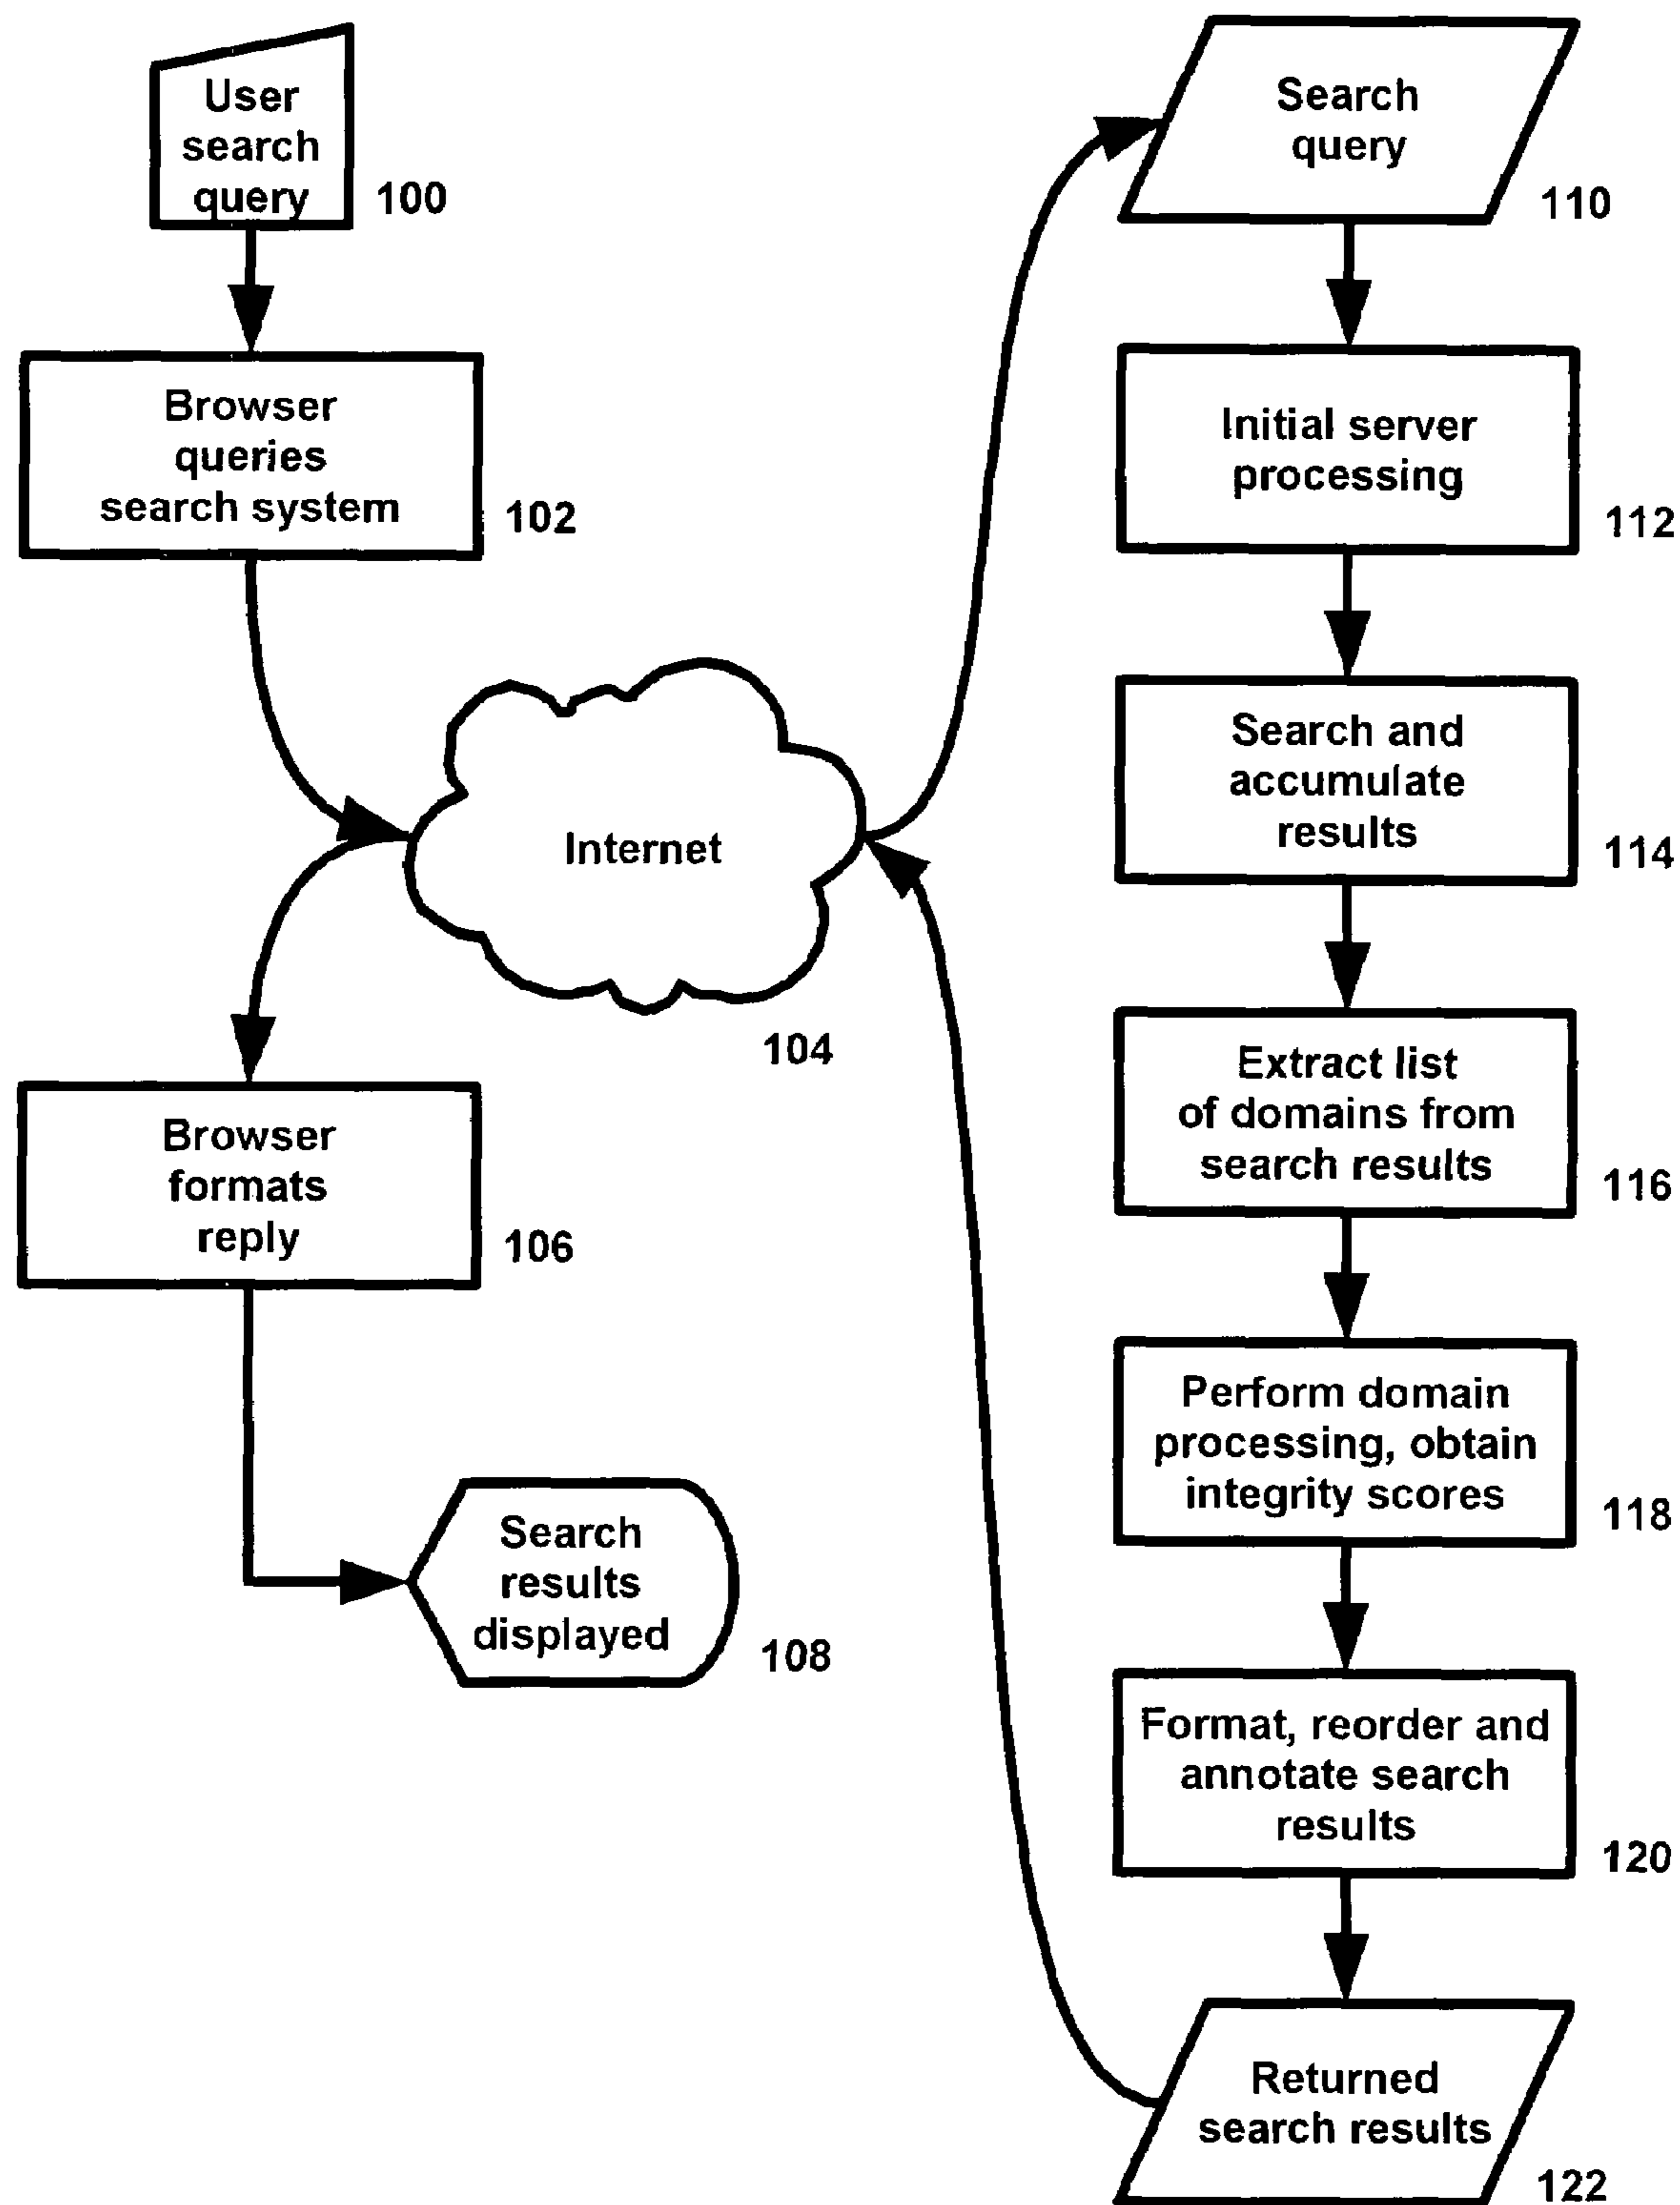 User
search
query
100
Browser
queries
search system
102
Internet
104
Browser
formats
reply
106
Search
results
displayed
108
Search
query
110
Initial server
processing
112
Search and
accumulate
results
114
Extract list
of domains from
search results
116
Perform domain
processing, obtain
integrity scores
118
Format, reorder and
annotate search
results
120
Returned
search results
122